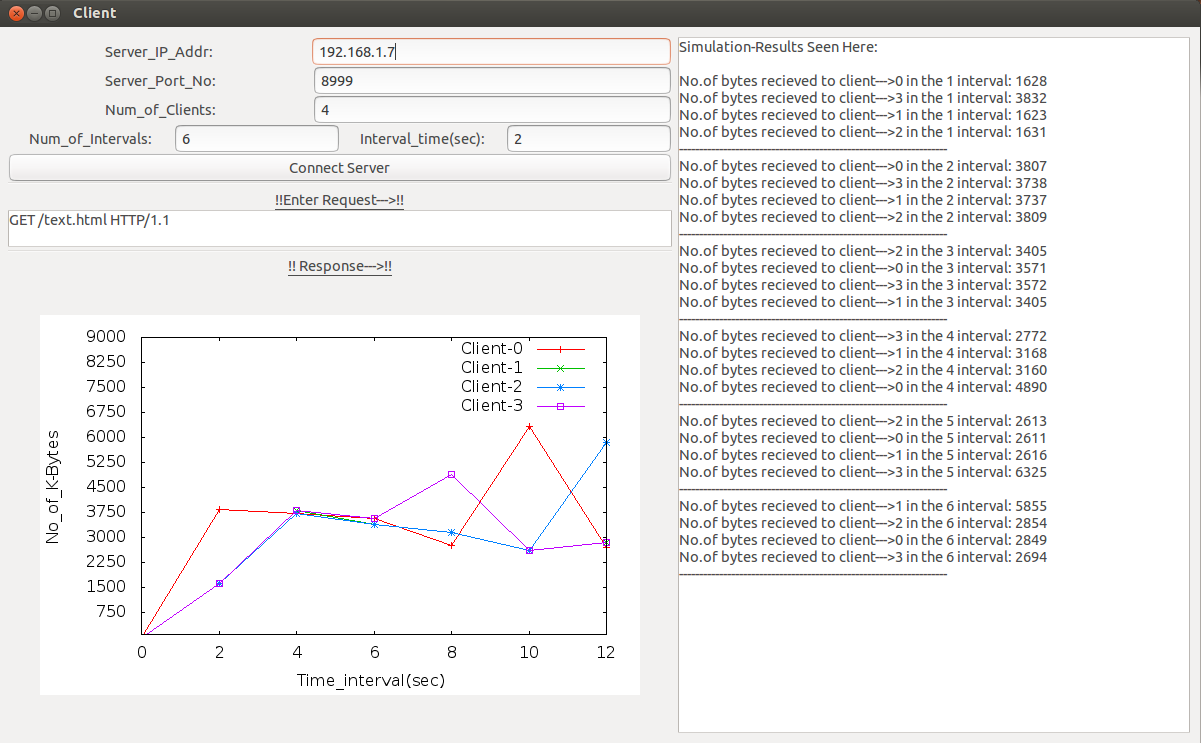 Client
Server_IP_Addr: 192.168.1.7
Server_Port_No: 8999
Num_of_Clients: 4
Num_of_Intervals: 6 Interval_time(sec): 2
Connect Server
!!Enter Request--->!!
GET /text.html HTTP/1.1
!! Response--->!!
9000
8250
7500
6750
6000
5250
4500
3750
3000
2250
1500
750
No_of_K-Bytes
Client-0
Client-1
Client-2
Client-3
0 2 4 6 8 10 12
Time_interval(sec)
Simulation-Results Seen Here:
No.of bytes recieved to client--->0 in the 1 interval: 1628
No.of bytes recieved to client--->3 in the 1 interval: 3832
No.of bytes recieved to client--->1 in the 1 interval: 1623
No.of bytes recieved to client--->2 in the 1 interval: 1631
No.of bytes recieved to client--->0 in the 2 interval: 3807
No.of bytes recieved to client--->3 in the 2 interval: 3738
No.of bytes recieved to client--->1 in the 2 interval: 3737
No.of bytes recieved to client--->2 in the 2 interval: 3809
No.of bytes recieved to client--->2 in the 3 interval: 3405
No.of bytes recieved to client--->0 in the 3 interval: 3571
No.of bytes recieved to client--->3 in the 3 interval: 3572
No.of bytes recieved to client--->1 in the 3 interval: 3405
No.of bytes recieved to client--->3 in the 4 interval: 2772
No.of bytes recieved to client--->1 in the 4 interval: 3168
No.of bytes recieved to client--->2 in the 4 interval: 3160
No.of bytes recieved to client--->0 in the 4 interval: 4890
No.of bytes recieved to client--->2 in the 5 interval: 2613
No.of bytes recieved to client--->0 in the 5 interval: 2611
No.of bytes recieved to client--->1 in the 5 interval: 2616
No.of bytes recieved to client--->3 in the 5 interval: 6325
No.of bytes recieved to client--->1 in the 6 interval: 5855
No.of bytes recieved to client--->2 in the 6 interval: 2854
No.of bytes recieved to client--->0 in the 6 interval: 2849
No.of bytes recieved to client--->3 in the 6 interval: 2694